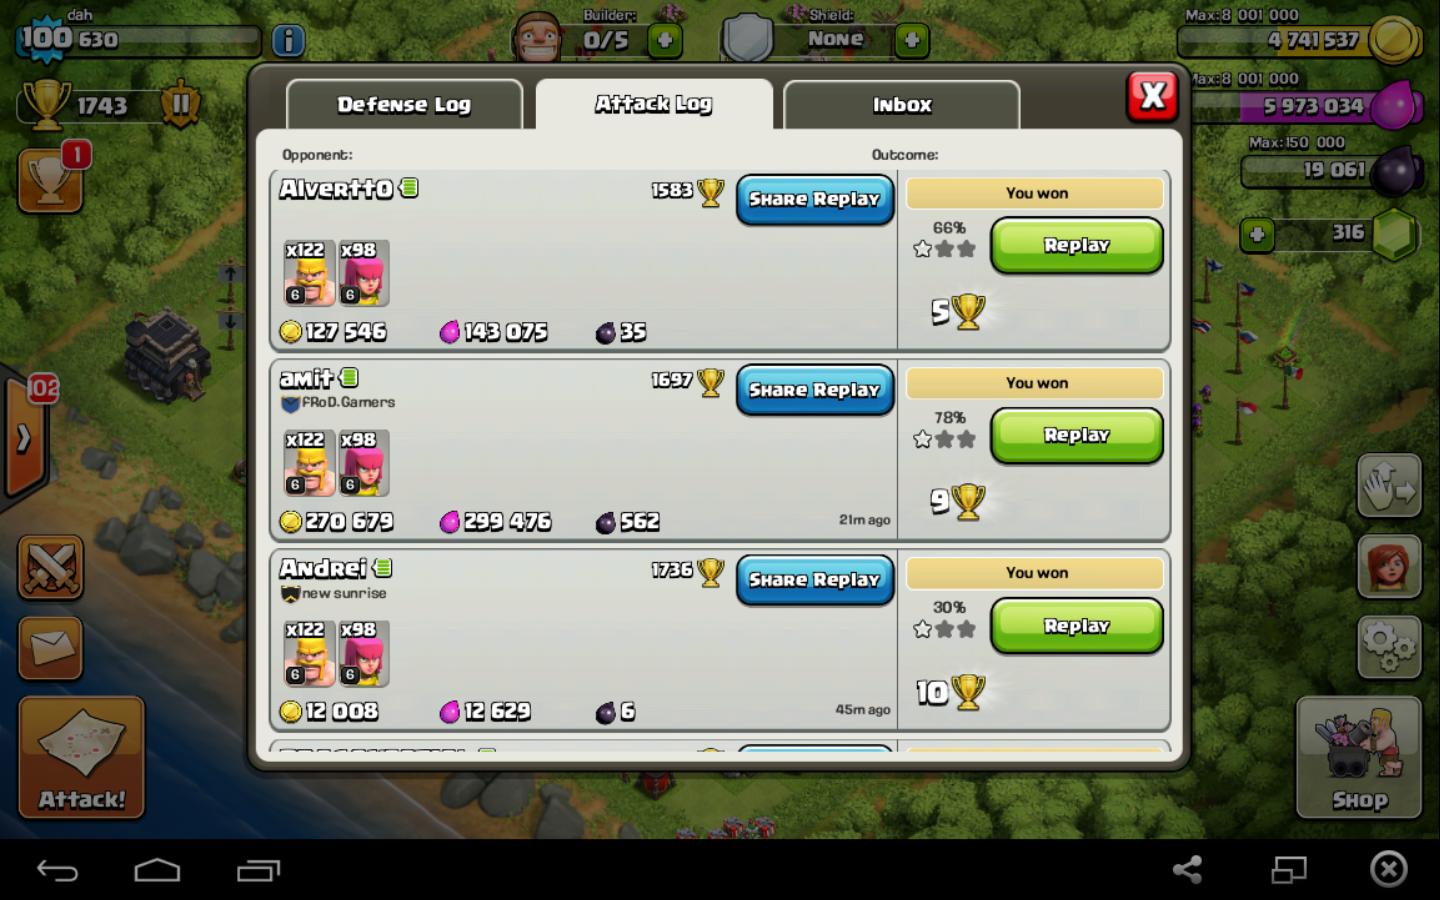 dah
100 630
Builder:
0/5
Shield:
None
Max:8 001 000
4 741 537
1743
II
Max:8 001 000
5 973 034
Max:150 000
19 061
316
1
102
Defense Log
Attack Log
Inbox
X
Opponent:
Outcome:
Alvertto
1583
Share Replay
You won
66%
Replay
x122 x98
6 6
5
127 546 143 075 35
amit
1697
Share Replay
You won
fRoD.Gamers
78%
Replay
x122 x98
6 6
9
270 679 299 476 562
21m ago
Andrei
1736
Share Replay
You won
new sunrise
30%
Replay
x122 x98
6 6
10
12 008 12 629 6
45m ago
Attack!
Shop